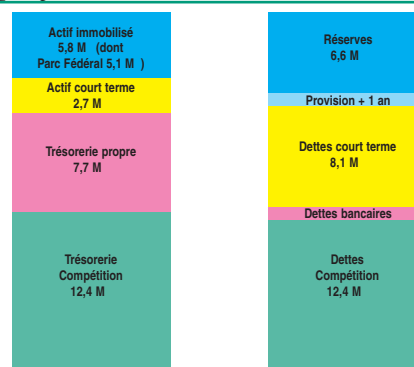 Actif immobilisé
5,8 M (dont
Parc Fédéral 5,1 M )
Actif court terme
2,7 M
Trésorerie propre
7,7 M
Trésorerie
Compétition
12,4 M
Réserves
6,6 M
Provision + 1 an
Dettes court terme
8,1 M
Dettes bancaires
Dettes
Compétition
12,4 M